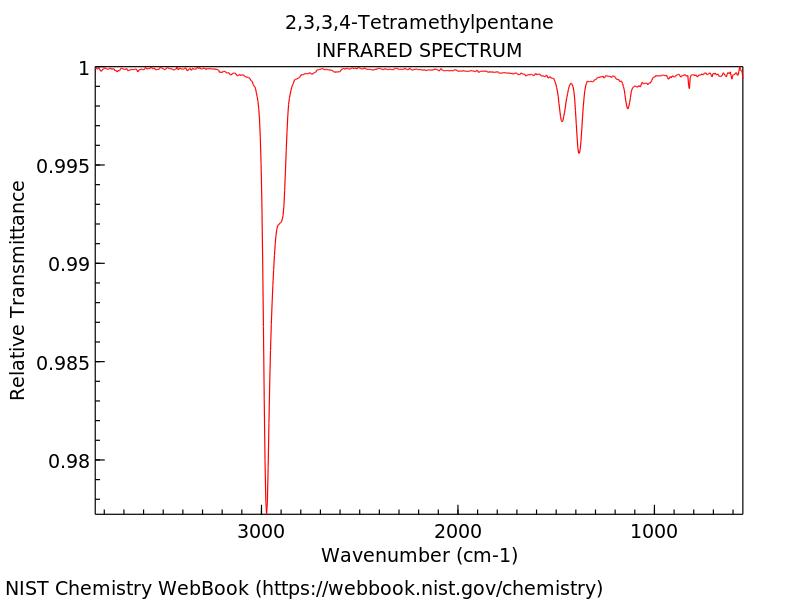 2,3,3,4-Tetramethylpentane
INFRARED SPECTRUM
1
0.995
0.99
0.985
0.98
Relative Transmittance
3000 2000 1000
Wavenumber (cm-1)
NIST Chemistry WebBook (https://webbook.nist.gov/chemistry)